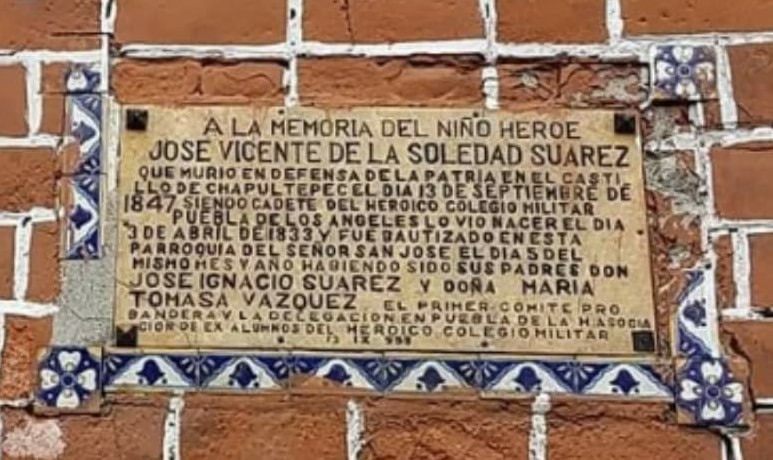 A LA MEMORIA DEL NIÑO HEROE
JOSE VICENTE DE LA SOLEDAD SUAREZ
QUE MURIO EN DEFENSA DE LA PATRIA EN EL CASTI
LLO DE CHAPULTEPEC EL DIA 13 DE SEPTIEMBRE DE
1847, SIENDO CADETE DEL HEROICO COLEGIO MILITAR
PUEBLA DE LOS ANGELES LO VIO NACER EL DIA
3 DE ABRIL DE 1833 Y FUE BAUTIZADO EN ESTA
PARROQUIA DEL SEÑOR SAN JOSE EL DIA 5 DEL
MISMO MES Y AÑO HABIENDO SIDO SUS PADRES DON
JOSE IGNACIO SUAREZ Y DOÑA MARIA
TOMASA VAZQUEZ EL PRIMER COMITE PRO
BANDERA Y LA DELEGACION EN PUEBLA DE LA H. ASOCIA
CION DE EX ALUMNOS DEL HEROICO COLEGIO MILITAR
13 IX